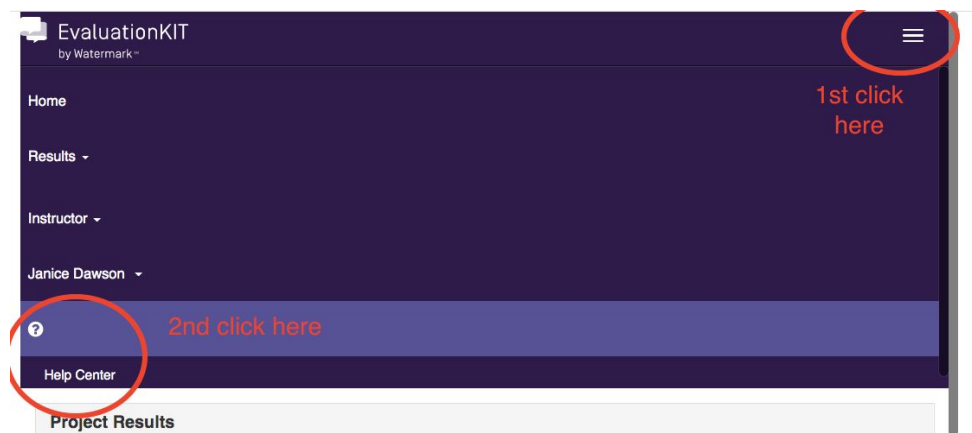 EvaluationKIT
by Watermark™
1st click
here
Home
Results
Instructor
Janice Dawson
?
2nd click here
Help Center
Project Results